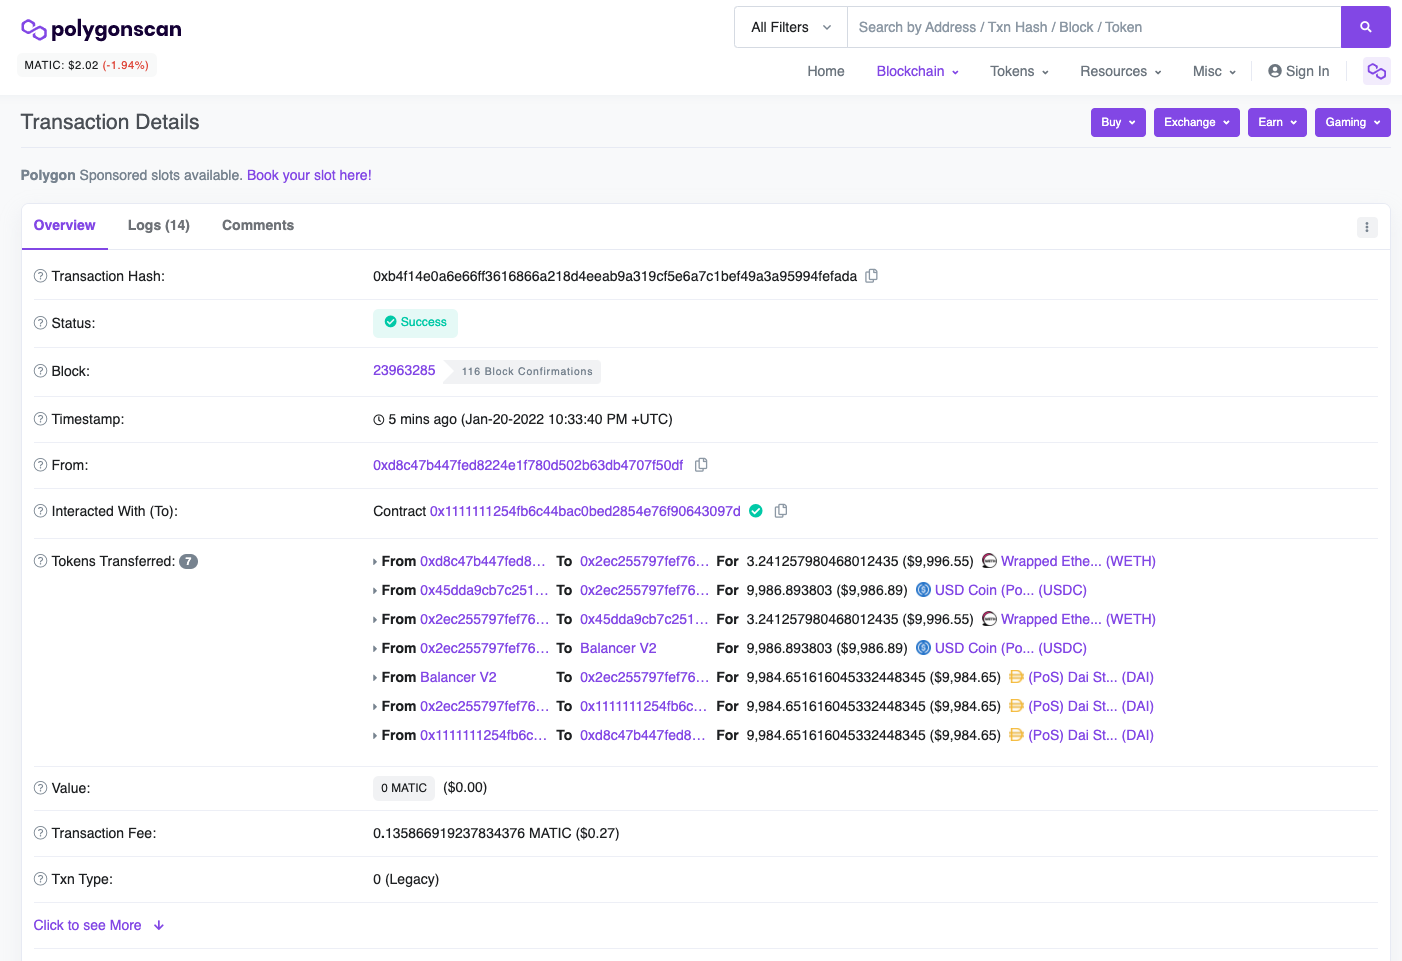 polygonscan
All Filters
Search by Address / Txn Hash / Block / Token
MATIC: $2.02 (-1.94%)
Home Blockchain Tokens Resources Misc Sign In
Transaction Details
Buy Exchange Earn Gaming
Polygon Sponsored slots available. Book your slot here!
Overview Logs (14) Comments
Transaction Hash: 0xb4f14e0a6e66ff3616866a218d4eeab9a319cf5e6a7c1bef49a3a95994fefada
Status: Success
Block: 23963285 116 Block Confirmations
Timestamp: 5 mins ago (Jan-20-2022 10:33:40 PM +UTC)
From: 0xd8c47b447fed8224e1f780d502b63db4707f50df
Interacted With (To): Contract 0x1111111254fb6c44bac0bed2854e76f90643097d
Tokens Transferred: 7 From 0xd8c47b447fed8... To 0x2ec255797fef76... For 3.241257980468012435 ($9,996.55) Wrapped Ethe... (WETH)
From 0x45dda9cb7c251... To 0x2ec255797fef76... For 9,986.893803 ($9,986.89) USD Coin (Po... (USDC)
From 0x2ec255797fef76... To 0x45dda9cb7c251... For 3.241257980468012435 ($9,996.55) Wrapped Ethe... (WETH)
From 0x2ec255797fef76... To Balancer V2 For 9,986.893803 ($9,986.89) USD Coin (Po... (USDC)
From Balancer V2 To 0x2ec255797fef76... For 9,984.651616045332448345 ($9,984.65) (PoS) Dai St... (DAI)
From 0x2ec255797fef76... To 0x1111111254fb6c... For 9,984.651616045332448345 ($9,984.65) (PoS) Dai St... (DAI)
From 0x1111111254fb6c... To 0xd8c47b447fed8... For 9,984.651616045332448345 ($9,984.65) (PoS) Dai St... (DAI)
Value: 0 MATIC ($0.00)
Transaction Fee: 0.135866919237834376 MATIC ($0.27)
Txn Type: 0 (Legacy)
Click to see More